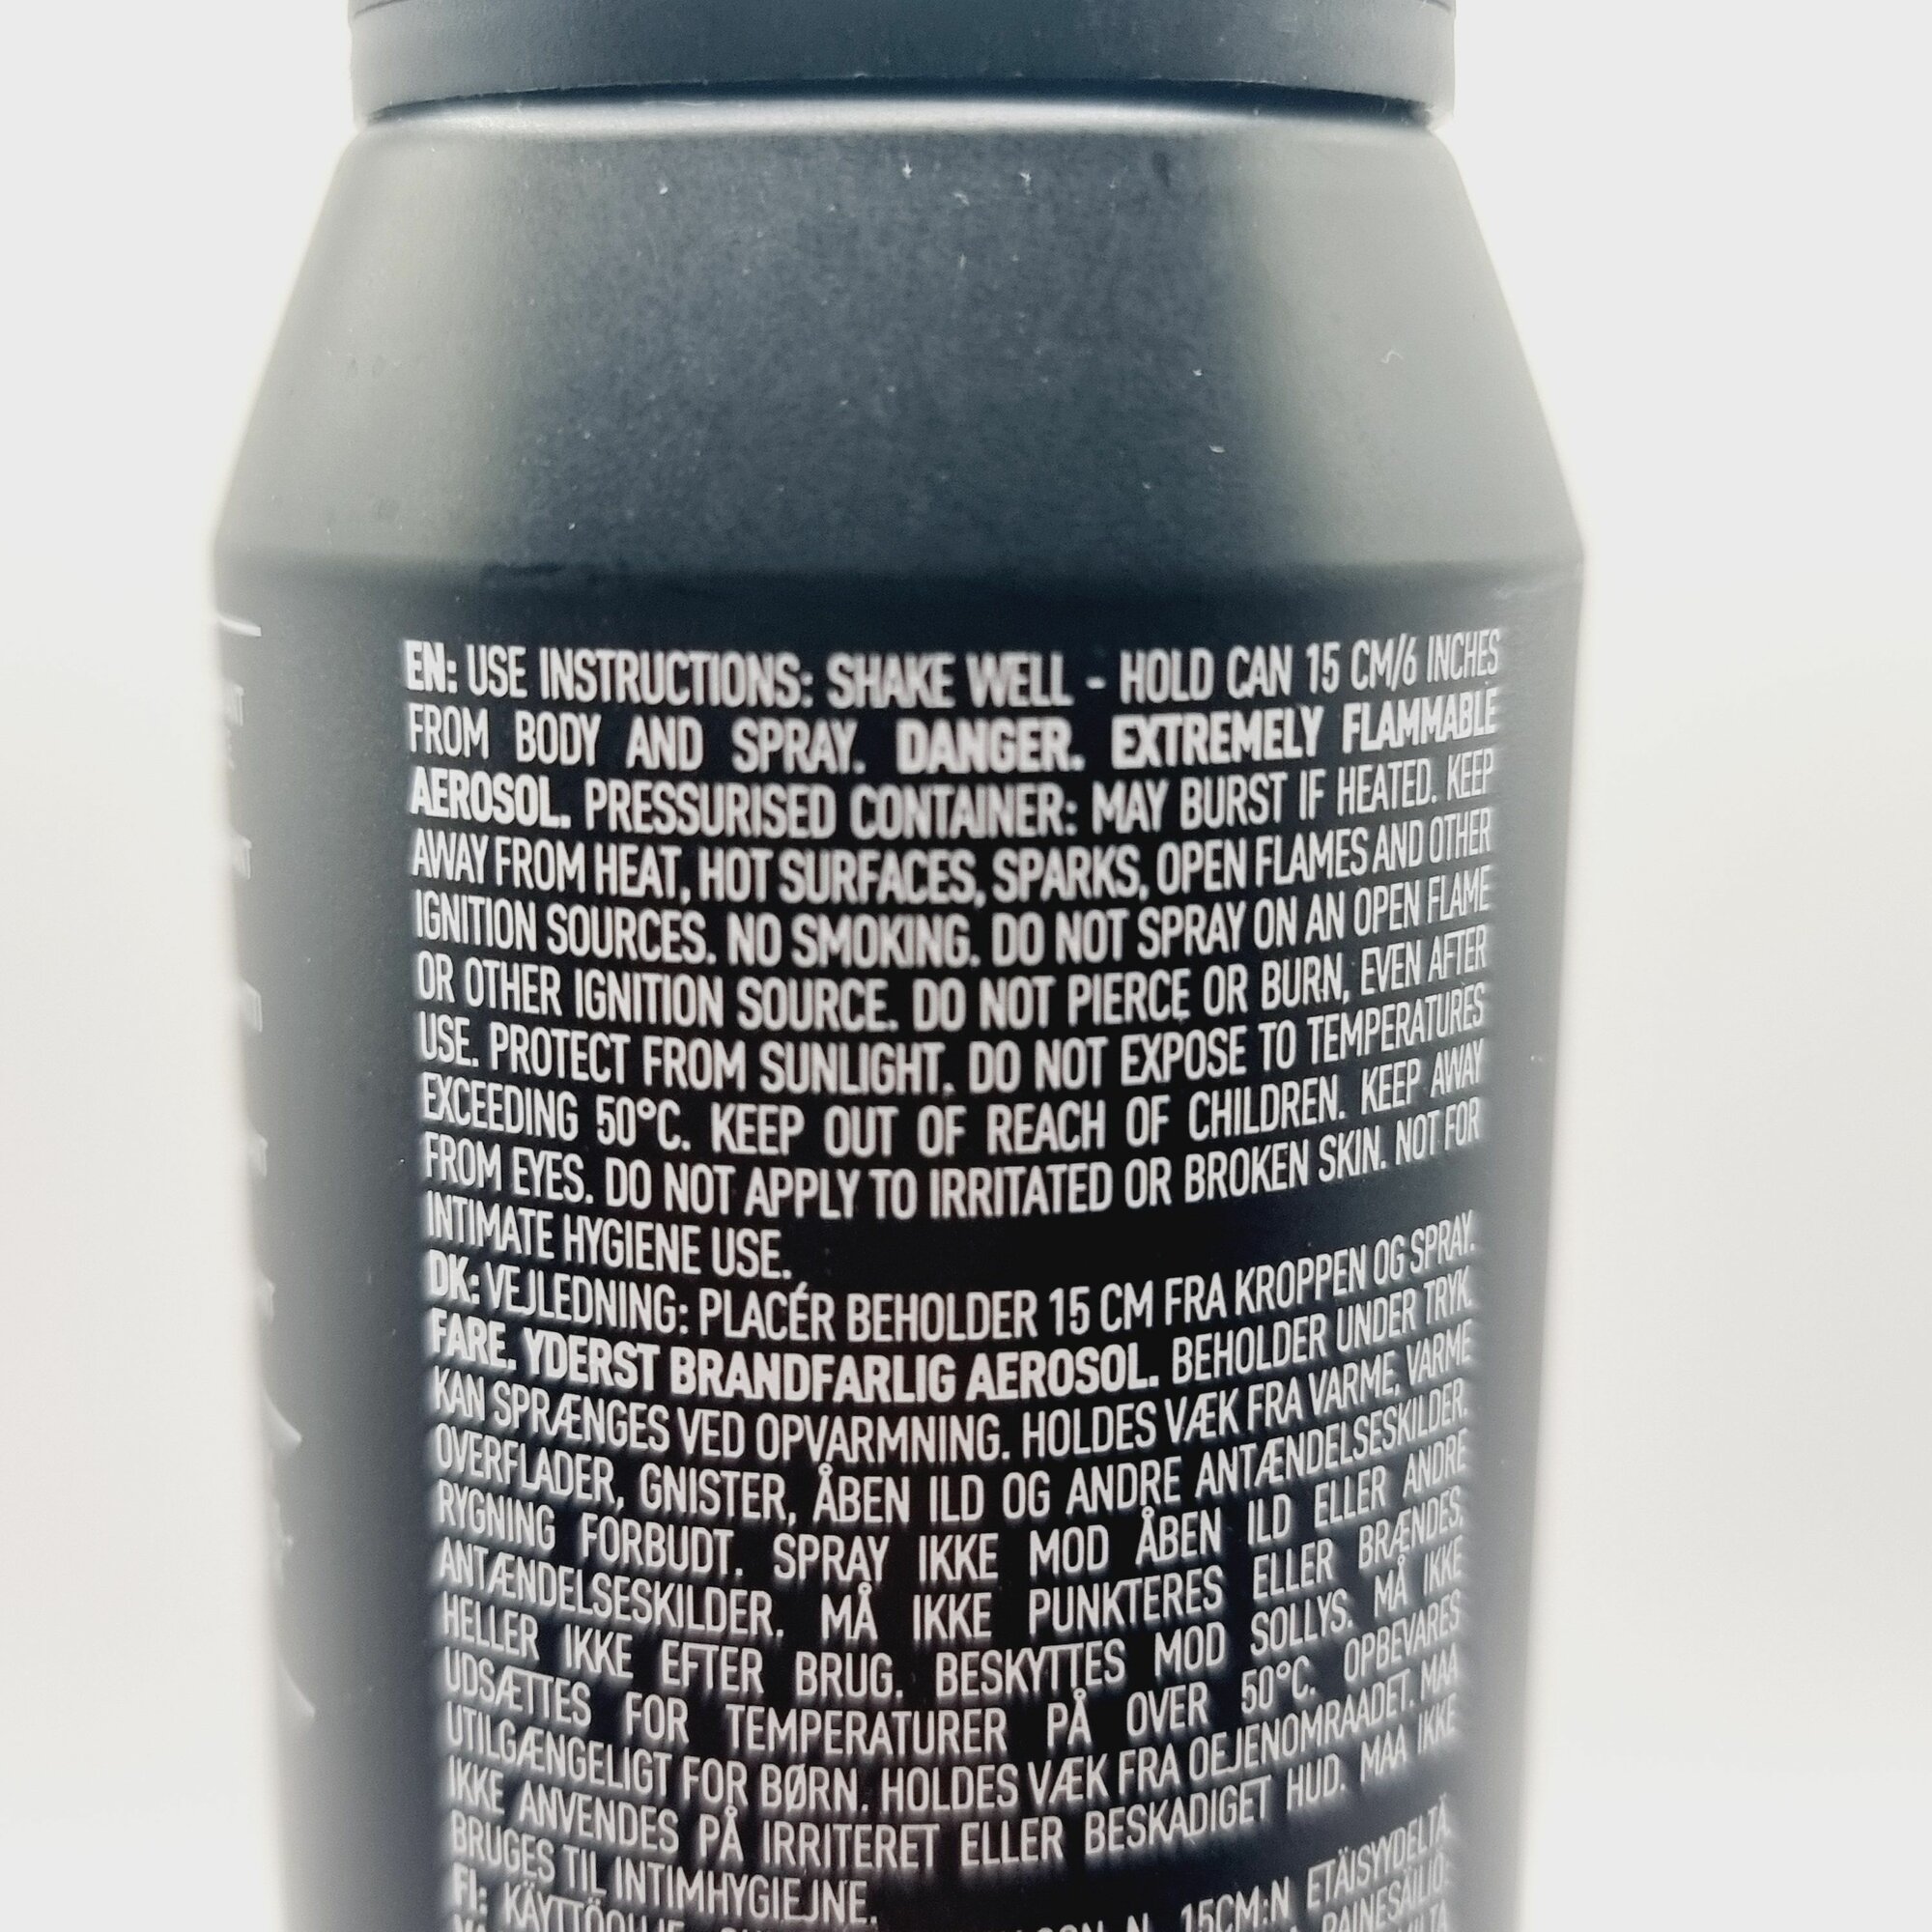 EN: USE INSTRUCTIONS: SHAKE WELL - HOLD CAN 15 CM/6 INCHES
FROM BODY AND SPRAY. DANGER. EXTREMELY FLAMMABLE
AEROSOL. PRESSURISED CONTAINER: MAY BURST IF HEATED. KEEP
AWAY FROM HEAT, HOT SURFACES, SPARKS, OPEN FLAMES AND OTHER
IGNITION SOURCES. NO SMOKING. DO NOT SPRAY ON AN OPEN FLAME
OR OTHER IGNITION SOURCE. DO NOT PIERCE OR BURN, EVEN AFTER
USE. PROTECT FROM SUNLIGHT. DO NOT EXPOSE TO TEMPERATURES
EXCEEDING 50°C. KEEP OUT OF REACH OF CHILDREN. KEEP AWAY
FROM EYES. DO NOT APPLY TO IRRITATED OR BROKEN SKIN. NOT FOR
INTIMATE HYGIENE USE.
DK: VEJLEDNING: PLACÉR BEHOLDER 15 CM FRA KROPPEN OG SPRAY.
FARE. YDERST BRANDFARLIG AEROSOL. BEHOLDER UNDER TRYK.
KAN SPRÆNGES VED OPVARMNING. HOLDES VÆK FRA VARME, VARME
OVERFLADER, GNISTER, ÅBEN ILD OG ANDRE ANTÆNDELSESKILDER.
RYGNING FORBUDT. SPRAY IKKE MOD ÅBEN ILD ELLER ANDRE
ANTÆNDELSESKILDER. MÅ IKKE PUNKTERES ELLER BRÆNDES,
HELLER IKKE EFTER BRUG. BESKYTTES MOD SOLLYS. MÅ IKKE
UDSÆTTES FOR TEMPERATURER PÅ OVER 50°C. OPBEVARES
UTILGÆNGELIGT FOR BØRN. HOLDES VÆK FRA OEJENOMRAADET. MAA
IKKE ANVENDES PÅ IRRITERET ELLER BESKADIGET HUD. MAA IKKE
BRUGES TIL INTIMHYGIEJNE.
FI: 15CM:N ETÄISYYDELTÄ.
PAINESÄILIÖ: